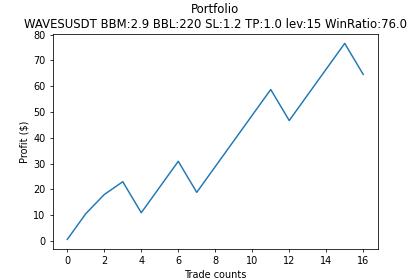 Portfolio
WAVESUSDT BBM:2.9 BBL:220 SL:1.2 TP:1.0 lev:15 WinRatio:76.0
80
70
60
50
40
30
20
10
0
Profit ($)
0 2 4 6 8 10 12 14 16
Trade counts